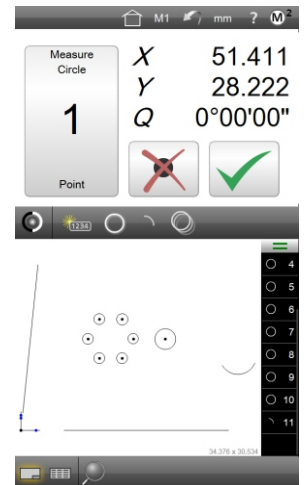 M1 mm ? M2
Measure
Circle
1
Point
X 51.411
Y 28.222
Q 0°00'00"
1234
4
5
6
7
8
9
10
11
34.376 x 30.534